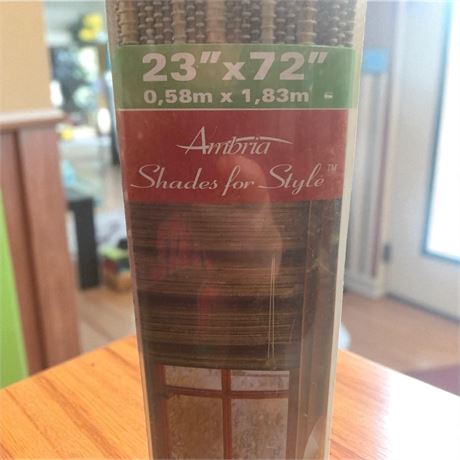 23"x72"
0,58m x 1,83m
Ambria
Shades for Style™